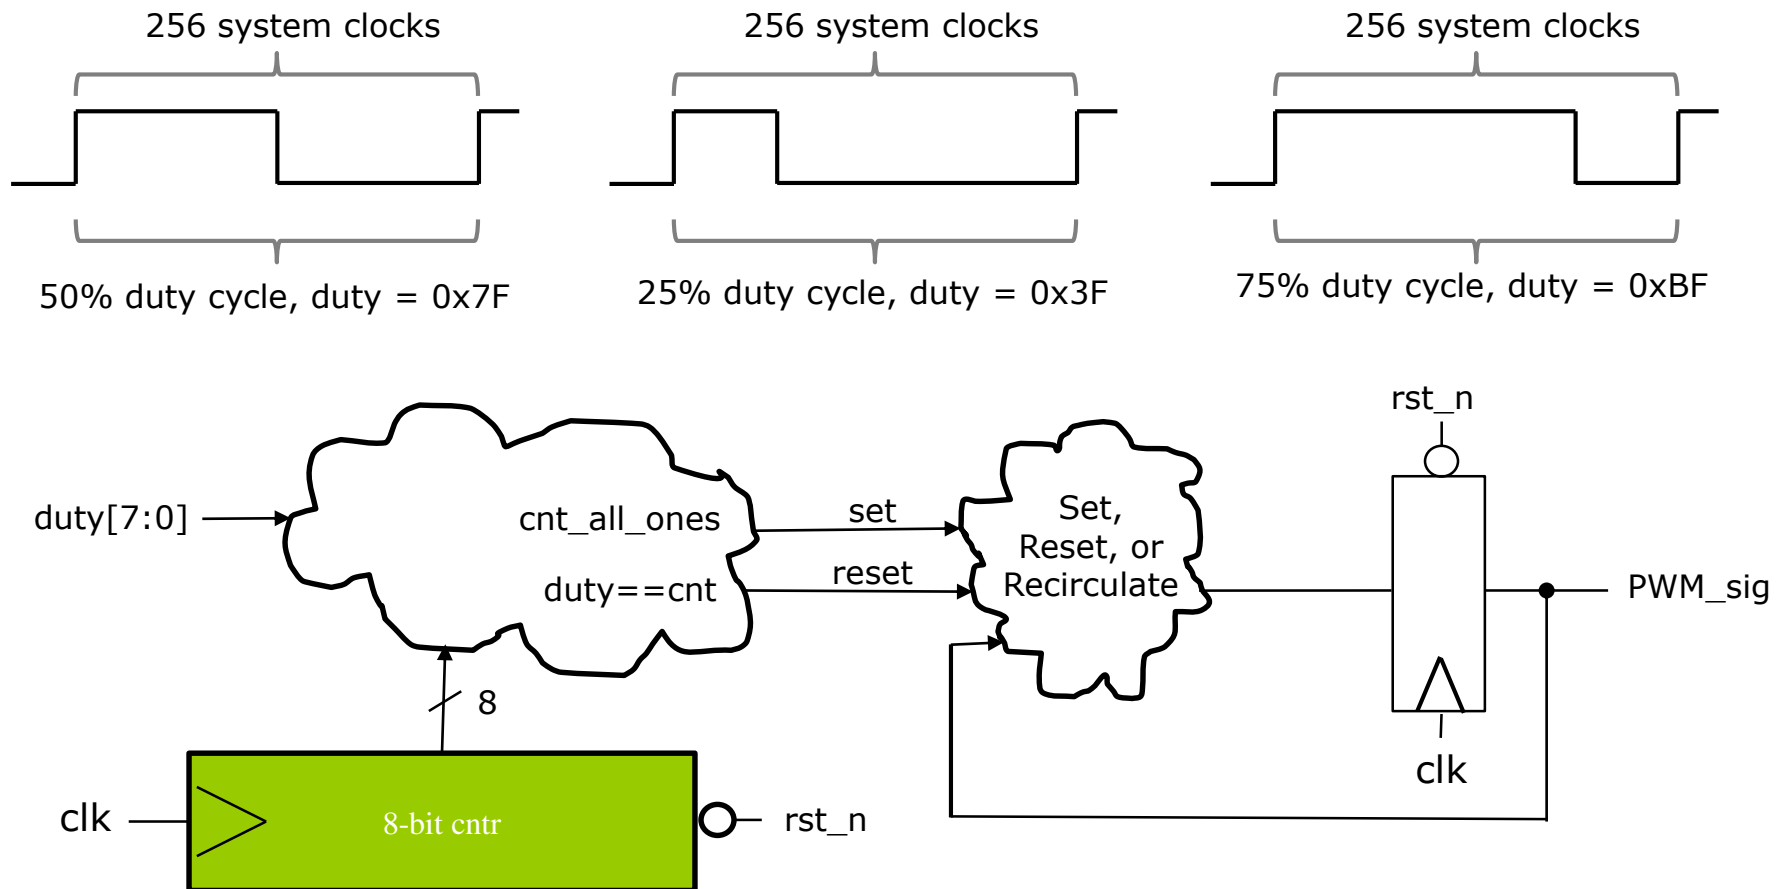 256 system clocks
256 system clocks
256 system clocks
50% duty cycle, duty = 0x7F
25% duty cycle, duty = 0x3F
75% duty cycle, duty = 0xBF
rst_n
duty[7:0]
cnt_all_ones
set
duty==cnt
reset
Set,
Reset, or
Recirculate
PWM_sig
8
clk
clk
8-bit cntr
rst_n